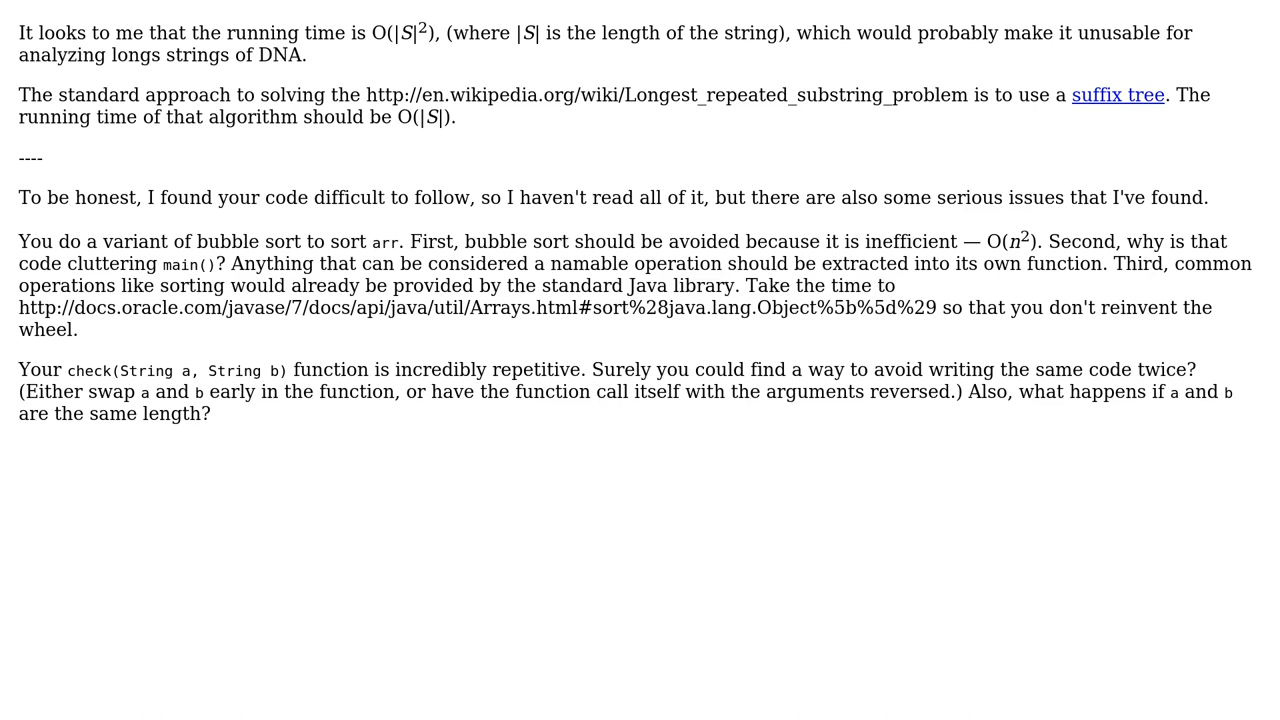 It looks to me that the running time is O(|S|²), (where |S| is the length of the string), which would probably make it unusable for
analyzing longs strings of DNA.
The standard approach to solving the http://en.wikipedia.org/wiki/Longest_repeated_substring_problem is to use a suffix tree. The
running time of that algorithm should be O(|S|).
----
To be honest, I found your code difficult to follow, so I haven't read all of it, but there are also some serious issues that I've found.
You do a variant of bubble sort to sort arr. First, bubble sort should be avoided because it is inefficient — O(n²). Second, why is that
code cluttering main()? Anything that can be considered a namable operation should be extracted into its own function. Third, common
operations like sorting would already be provided by the standard Java library. Take the time to
http://docs.oracle.com/javase/7/docs/api/java/util/Arrays.html#sort%28java.lang.Object%5b%5d%29 so that you don't reinvent the
wheel.
Your check(String a, String b) function is incredibly repetitive. Surely you could find a way to avoid writing the same code twice?
(Either swap a and b early in the function, or have the function call itself with the arguments reversed.) Also, what happens if a and b
are the same length?